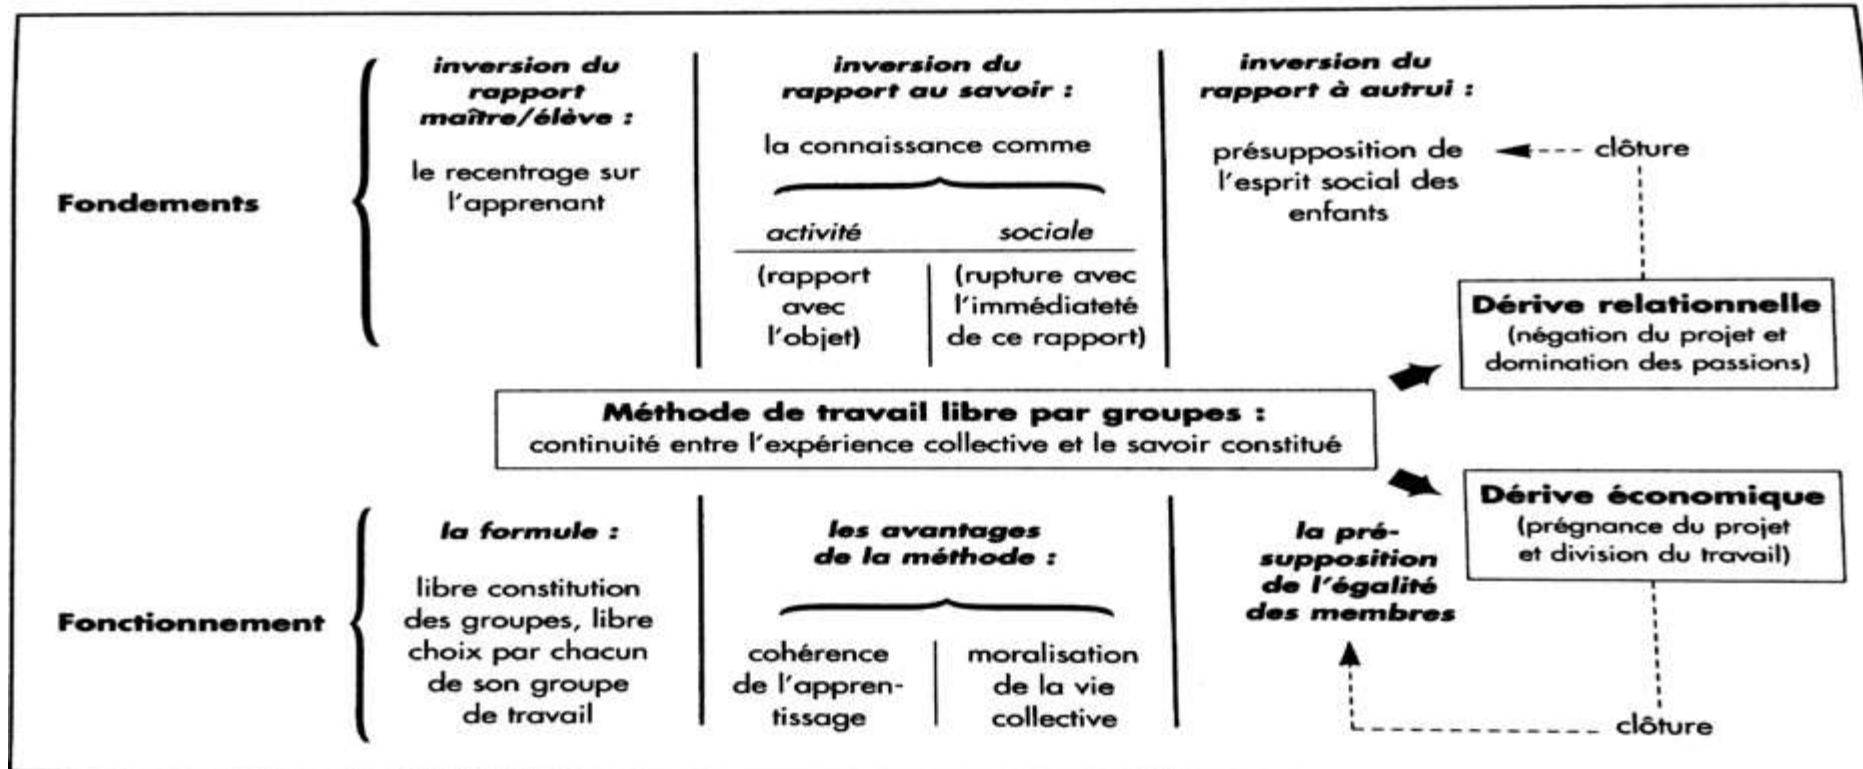 Fondements
inversion du
rapport
maître/élève :
le recentrage sur
l'apprenant
inversion du
rapport au savoir :
la connaissance comme
activité
(rapport
avec
l'objet)
sociale
(rupture avec
l'immédiateté
de ce rapport)
inversion du
rapport à autrui :
présupposition de
l'esprit social des
enfants
clôture
Dérive relationnelle
(négation du projet et
domination des passions)
Méthode de travail libre par groupes :
continuité entre l'expérience collective et le savoir constitué
Dérive économique
(prégnance du projet
et division du travail)
Fonctionnement
la formule :
libre constitution
des groupes, libre
choix par chacun
de son groupe
de travail
les avantages
de la méthode :
cohérence
de l'appren-
tissage
moralisation
de la vie
collective
la pré-
supposition
de l'égalité
des membres
clôture